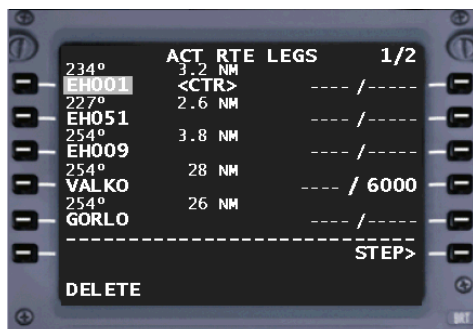 ACT RTE LEGS 1/2
234° 3.2 NM
EH001 <CTR> ---- /-----
227° 2.6 NM
EH051 ---- /-----
254° 3.8 NM
EH009 ---- /-----
254° 28 NM
VALKO ---- / 6000
254° 26 NM
GORLO ---- /-----
STEP>
DELETE